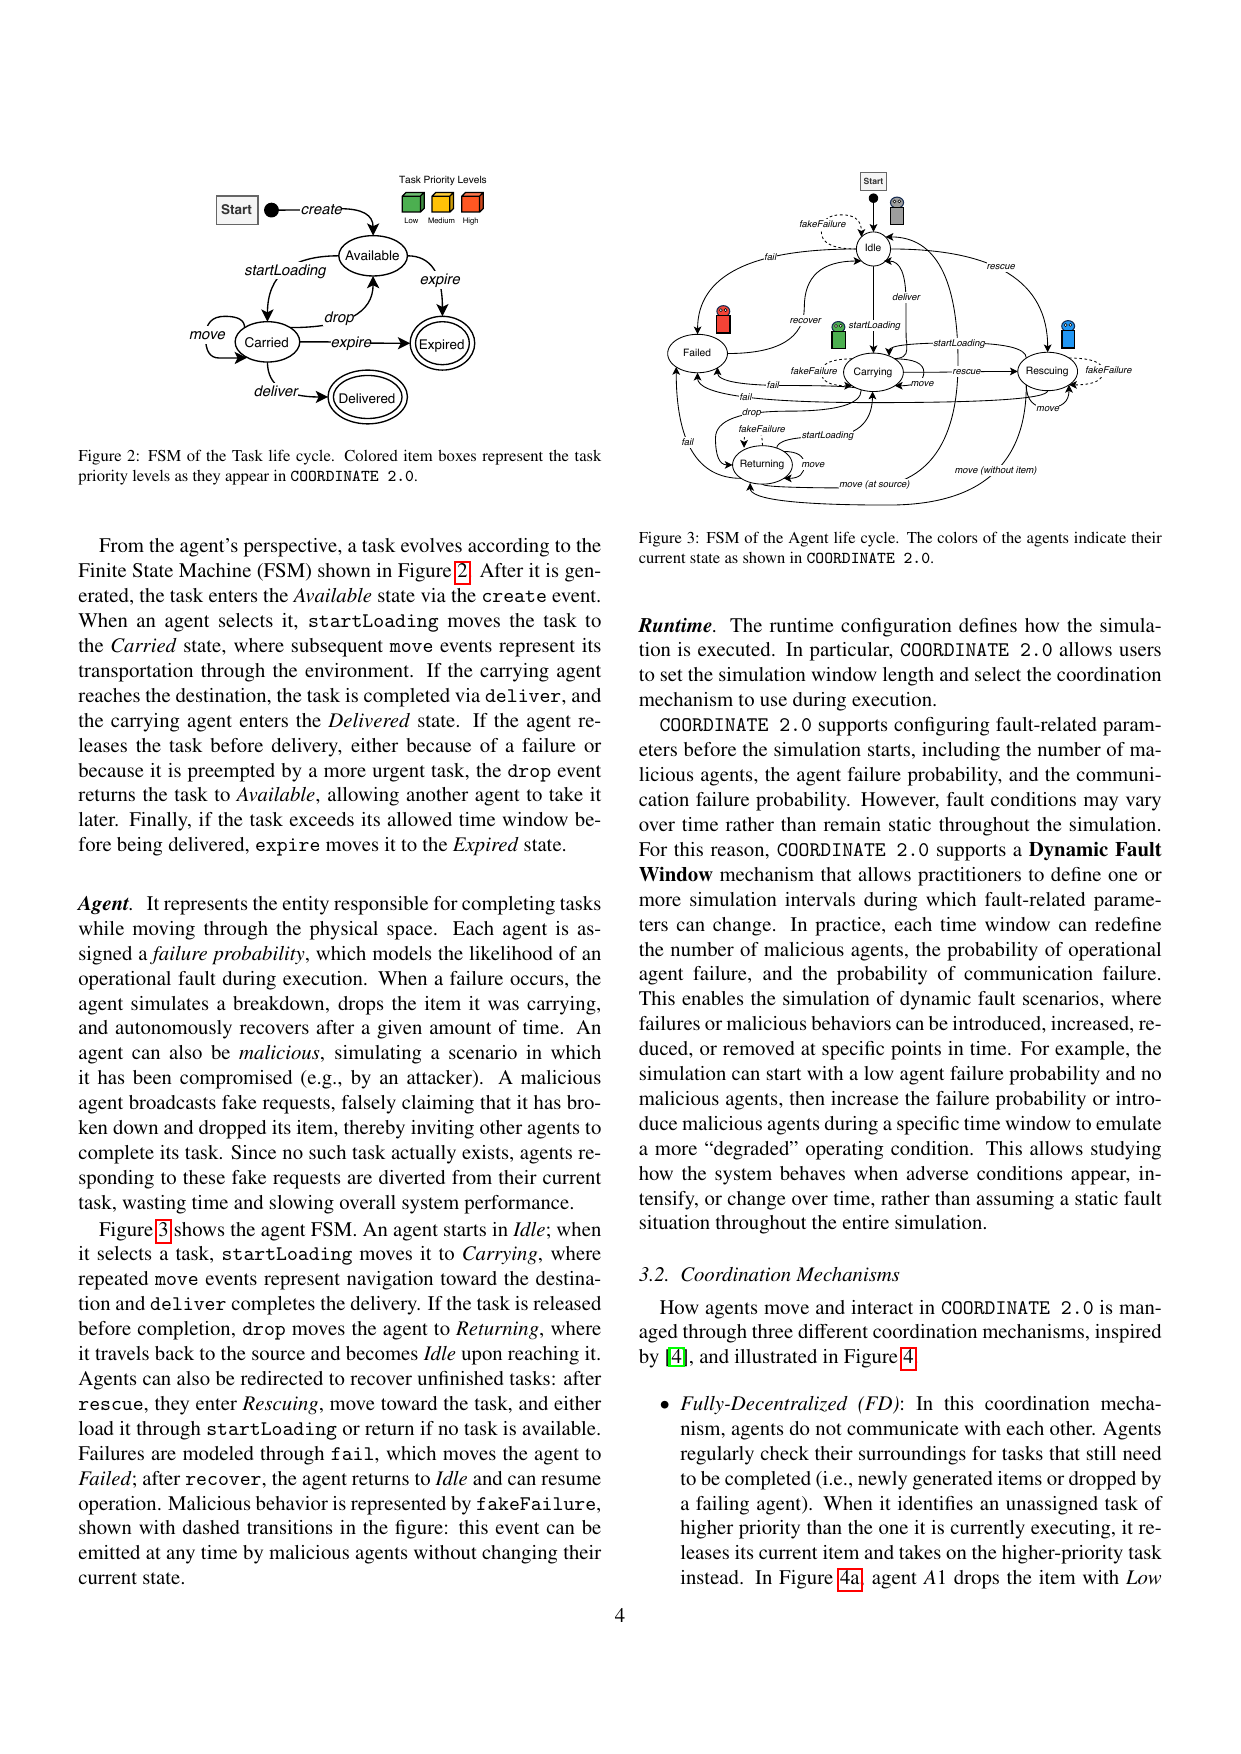 Task Priority Levels
Low Medium High
Start
create
Available
startLoading
expire
drop
move
Carried
expire
Expired
deliver
Delivered
Figure 2: FSM of the Task life cycle. Colored item boxes represent the task
priority levels as they appear in COORDINATE 2.0.
From the agent's perspective, a task evolves according to the
Finite State Machine (FSM) shown in Figure 2. After it is gen-
erated, the task enters the Available state via the create event.
When an agent selects it, startLoading moves the task to
the Carried state, where subsequent move events represent its
transportation through the environment. If the carrying agent
reaches the destination, the task is completed via deliver, and
the carrying agent enters the Delivered state. If the agent re-
leases the task before delivery, either because of a failure or
because it is preempted by a more urgent task, the drop event
returns the task to Available, allowing another agent to take it
later. Finally, if the task exceeds its allowed time window be-
fore being delivered, expire moves it to the Expired state.
Agent. It represents the entity responsible for completing tasks
while moving through the physical space. Each agent is as-
signed a failure probability, which models the likelihood of an
operational fault during execution. When a failure occurs, the
agent simulates a breakdown, drops the item it was carrying,
and autonomously recovers after a given amount of time. An
agent can also be malicious, simulating a scenario in which
it has been compromised (e.g., by an attacker). A malicious
agent broadcasts fake requests, falsely claiming that it has bro-
ken down and dropped its item, thereby inviting other agents to
complete its task. Since no such task actually exists, agents re-
sponding to these fake requests are diverted from their current
task, wasting time and slowing overall system performance.
Figure 3 shows the agent FSM. An agent starts in Idle; when
it selects a task, startLoading moves it to Carrying, where
repeated move events represent navigation toward the destina-
tion and deliver completes the delivery. If the task is released
before completion, drop moves the agent to Returning, where
it travels back to the source and becomes Idle upon reaching it.
Agents can also be redirected to recover unfinished tasks: after
rescue, they enter Rescuing, move toward the task, and either
load it through startLoading or return if no task is available.
Failures are modeled through fail, which moves the agent to
Failed; after recover, the agent returns to Idle and can resume
operation. Malicious behavior is represented by fakeFailure,
shown with dashed transitions in the figure: this event can be
emitted at any time by malicious agents without changing their
current state.
Start
fakeFailure
Idle
fail
rescue
deliver
recover
startLoading
startLoading
Failed
fakeFailure
Carrying
rescue
Rescuing
fakeFailure
fail
move
fail
move
drop
fakeFailure
startLoading
fail
Returning
move
move (without item)
move (at source)
Figure 3: FSM of the Agent life cycle. The colors of the agents indicate their
current state as shown in COORDINATE 2.0.
Runtime. The runtime configuration defines how the simula-
tion is executed. In particular, COORDINATE 2.0 allows users
to set the simulation window length and select the coordination
mechanism to use during execution.
COORDINATE 2.0 supports configuring fault-related param-
eters before the simulation starts, including the number of ma-
licious agents, the agent failure probability, and the communi-
cation failure probability. However, fault conditions may vary
over time rather than remain static throughout the simulation.
For this reason, COORDINATE 2.0 supports a Dynamic Fault
Window mechanism that allows practitioners to define one or
more simulation intervals during which fault-related parame-
ters can change. In practice, each time window can redefine
the number of malicious agents, the probability of operational
agent failure, and the probability of communication failure.
This enables the simulation of dynamic fault scenarios, where
failures or malicious behaviors can be introduced, increased, re-
duced, or removed at specific points in time. For example, the
simulation can start with a low agent failure probability and no
malicious agents, then increase the failure probability or intro-
duce malicious agents during a specific time window to emulate
a more “degraded” operating condition. This allows studying
how the system behaves when adverse conditions appear, in-
tensify, or change over time, rather than assuming a static fault
situation throughout the entire simulation.
3.2. Coordination Mechanisms
How agents move and interact in COORDINATE 2.0 is man-
aged through three different coordination mechanisms, inspired
by [4], and illustrated in Figure 4
• Fully-Decentralized (FD): In this coordination mecha-
nism, agents do not communicate with each other. Agents
regularly check their surroundings for tasks that still need
to be completed (i.e., newly generated items or dropped by
a failing agent). When it identifies an unassigned task of
higher priority than the one it is currently executing, it re-
leases its current item and takes on the higher-priority task
instead. In Figure 4a, agent A1 drops the item with Low
4